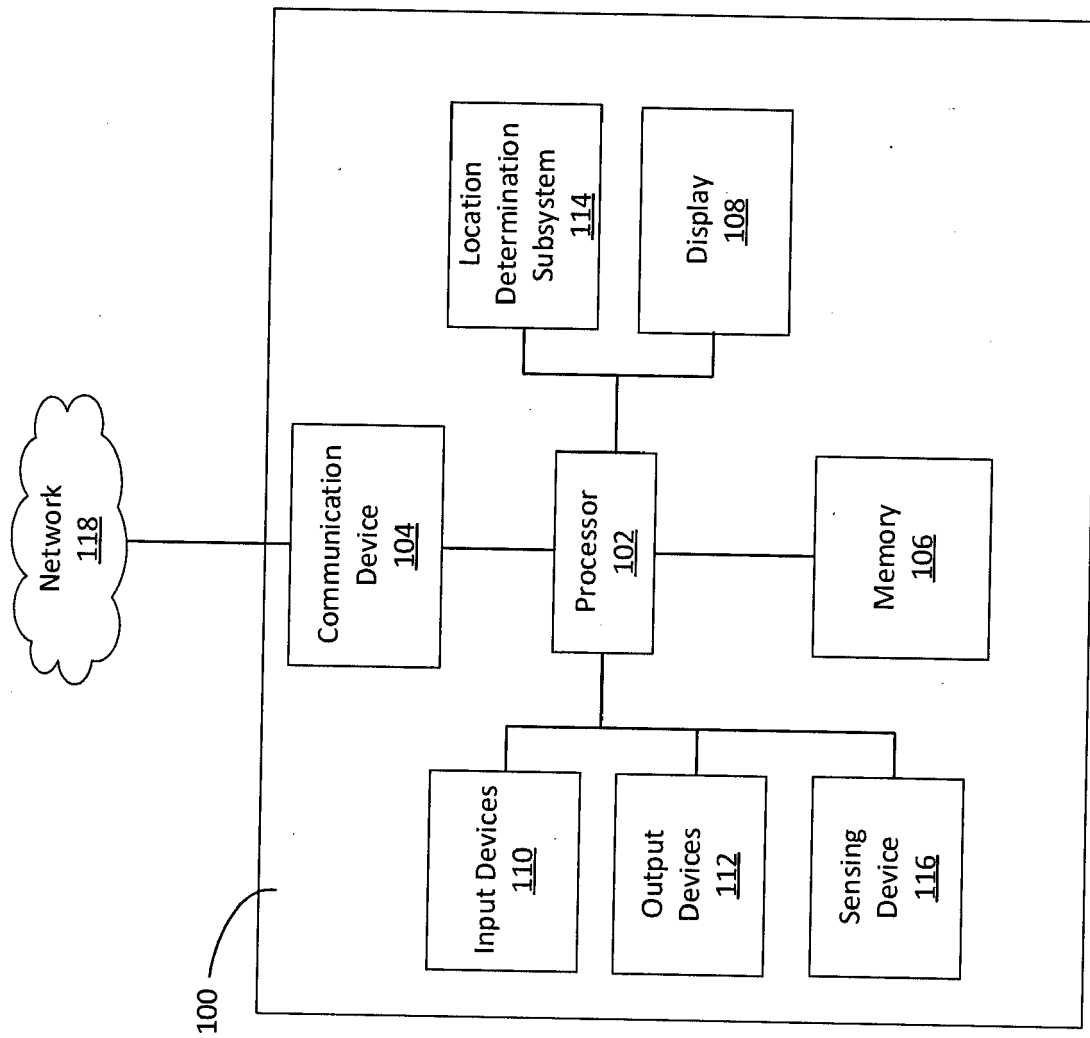 100
Network
118
Communication
Device
104
Location
Determination
Subsystem
114
Input Devices
110
Processor
102
Display
108
Output
Devices
112
Sensing
Device
116
Memory
106